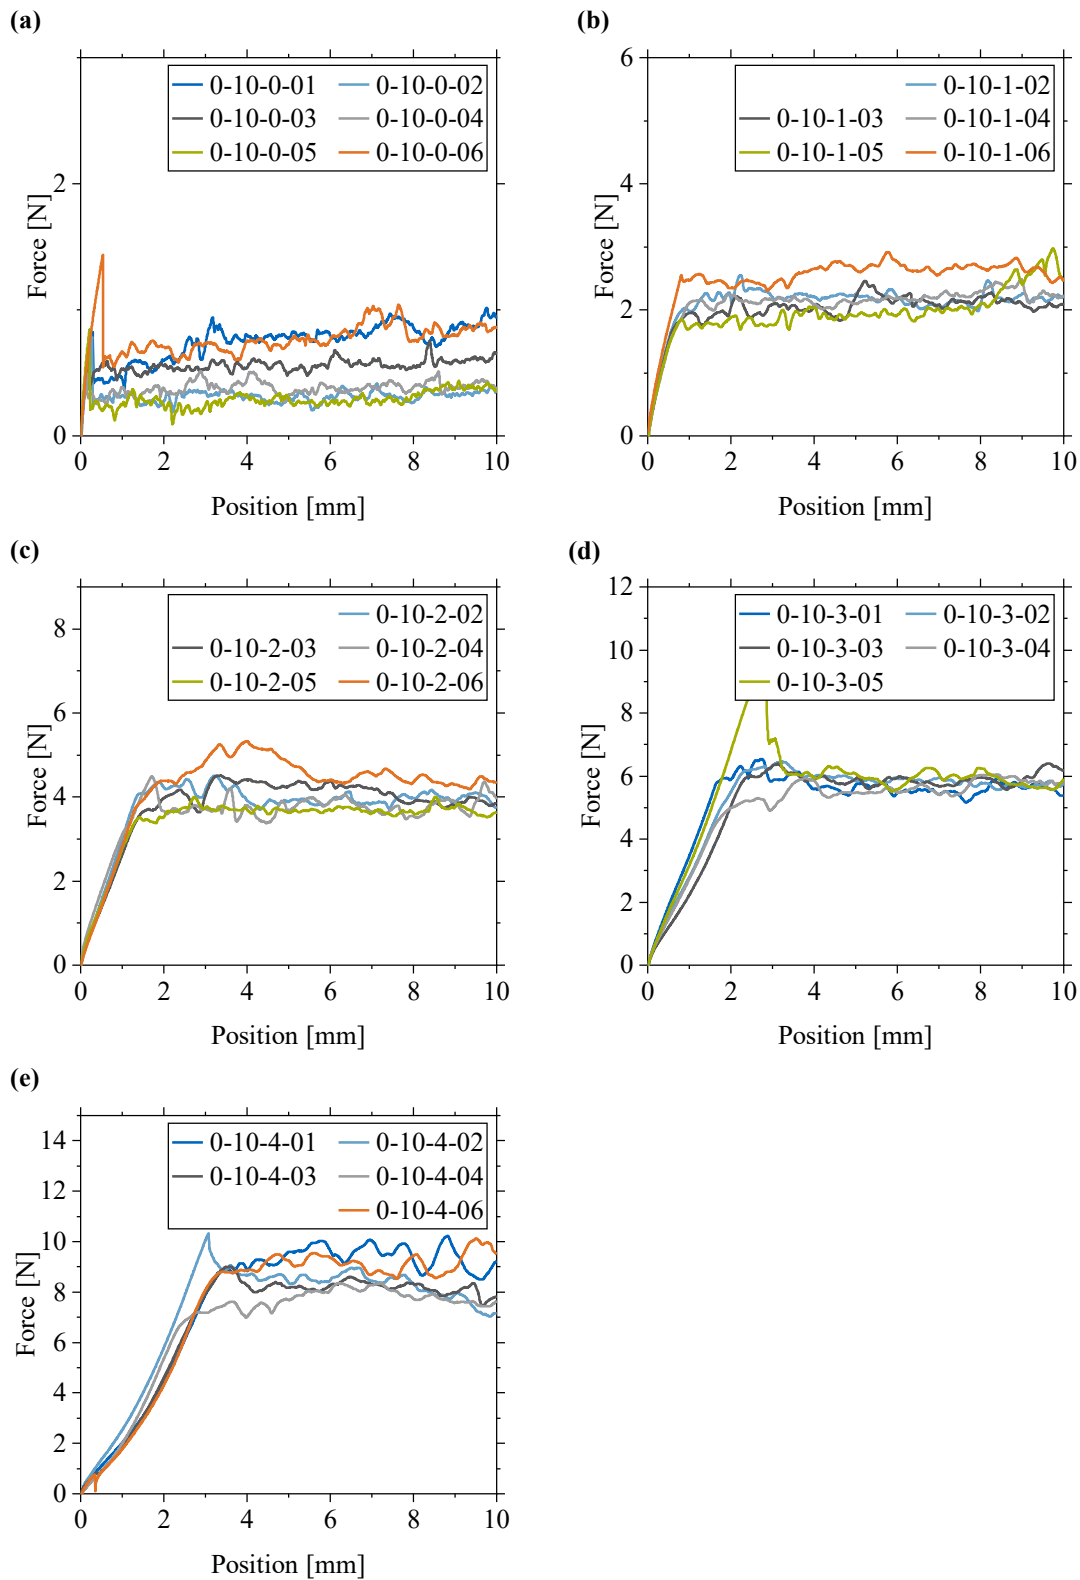 (a)
0-10-0-01 0-10-0-02
0-10-0-03 0-10-0-04
0-10-0-05 0-10-0-06
2
0
Force [N]
0 2 4 6 8 10
Position [mm]
(b)
0-10-1-02
0-10-1-03 0-10-1-04
0-10-1-05 0-10-1-06
6
4
2
0
Force [N]
0 2 4 6 8 10
Position [mm]
(c)
0-10-2-02
0-10-2-03 0-10-2-04
0-10-2-05 0-10-2-06
8
6
4
2
0
Force [N]
0 2 4 6 8 10
Position [mm]
(d)
0-10-3-01 0-10-3-02
0-10-3-03 0-10-3-04
0-10-3-05
12
10
8
6
4
2
0
Force [N]
0 2 4 6 8 10
Position [mm]
(e)
0-10-4-01 0-10-4-02
0-10-4-03 0-10-4-04
0-10-4-06
14
12
10
8
6
4
2
0
Force [N]
0 2 4 6 8 10
Position [mm]